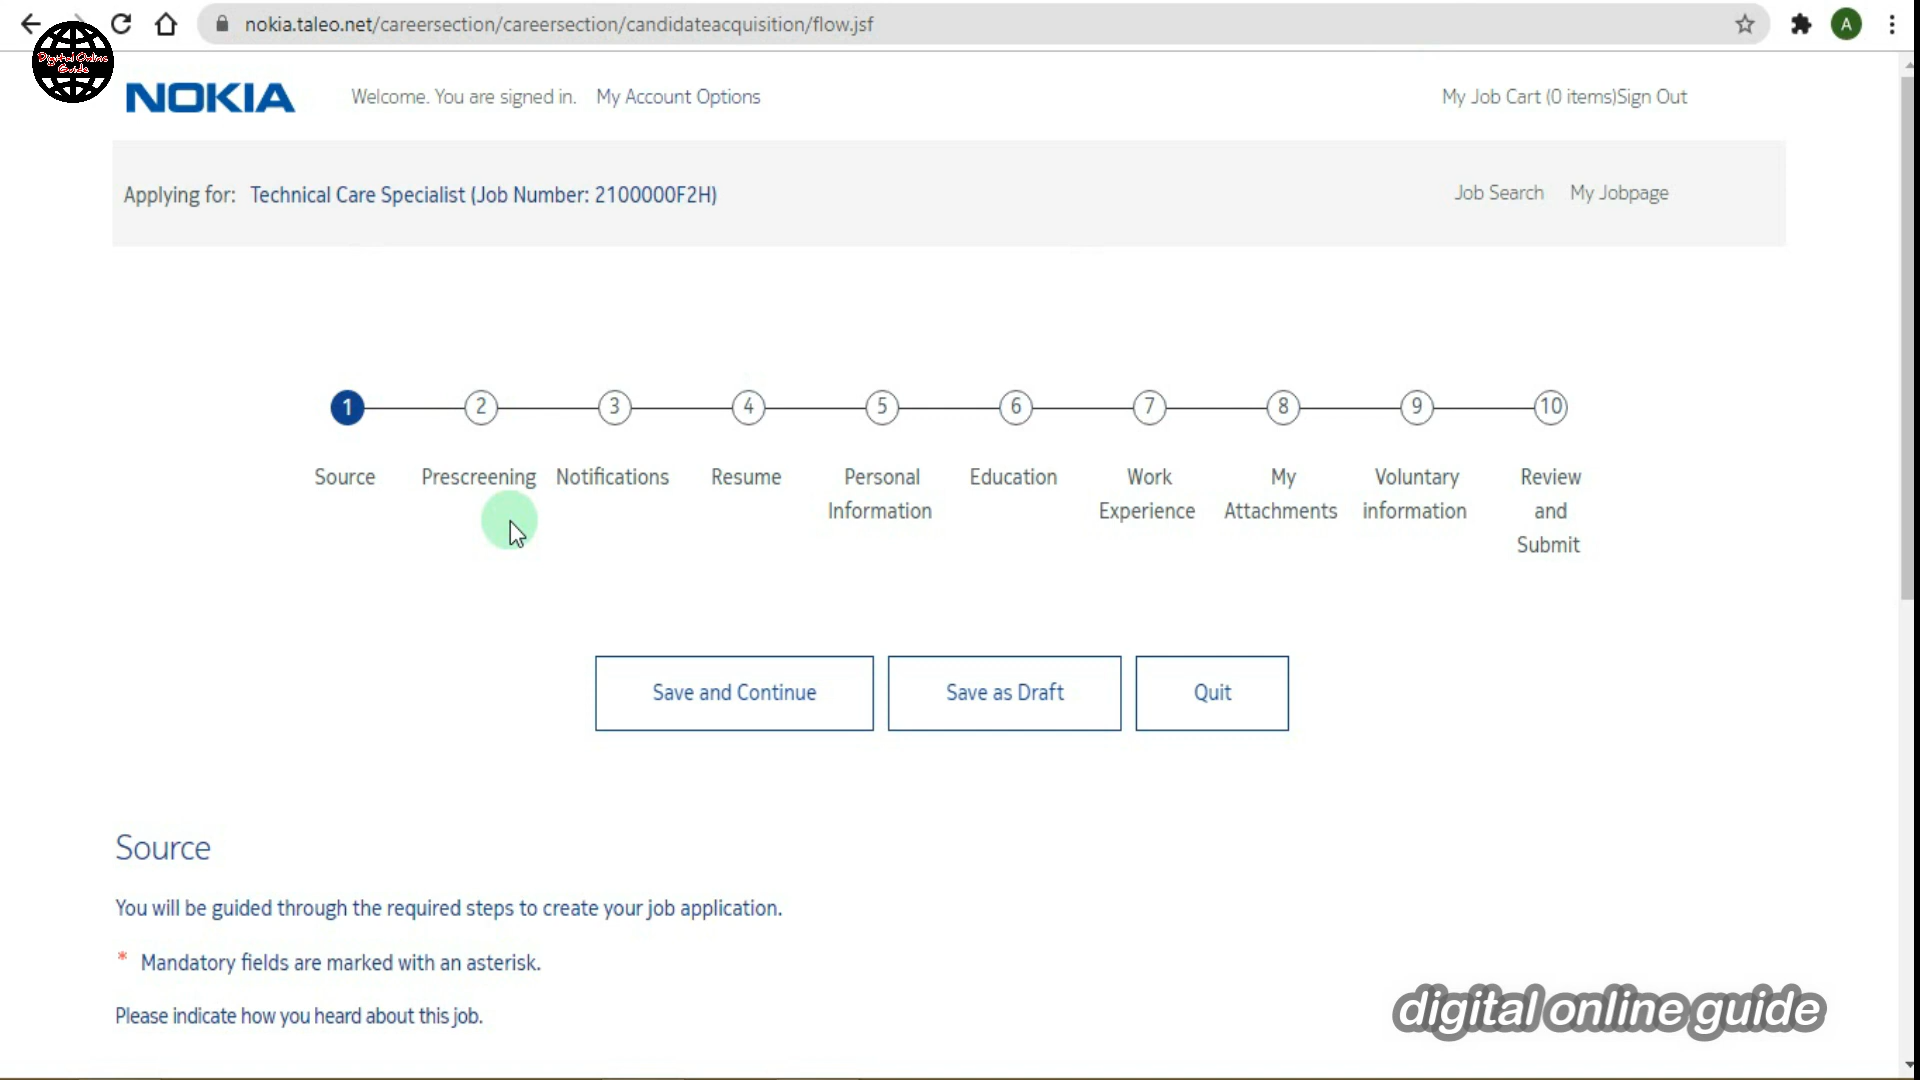 nokia.taleo.net/careersection/careersection/candidateacquisition/flow.jsf
A
Digital Online
Guide
NOKIA
Welcome. You are signed in. My Account Options
My Job Cart (0 items)Sign Out
Applying for: Technical Care Specialist (Job Number: 2100000F2H)
Job Search My Jobpage
1 2 3 4 5 6 7 8 9 10
Source Prescreening Notifications Resume Personal Education Work My Voluntary Review
Information Experience Attachments information and
Submit
Save and Continue Save as Draft Quit
Source
You will be guided through the required steps to create your job application.
* Mandatory fields are marked with an asterisk.
Please indicate how you heard about this job.
digital online guide